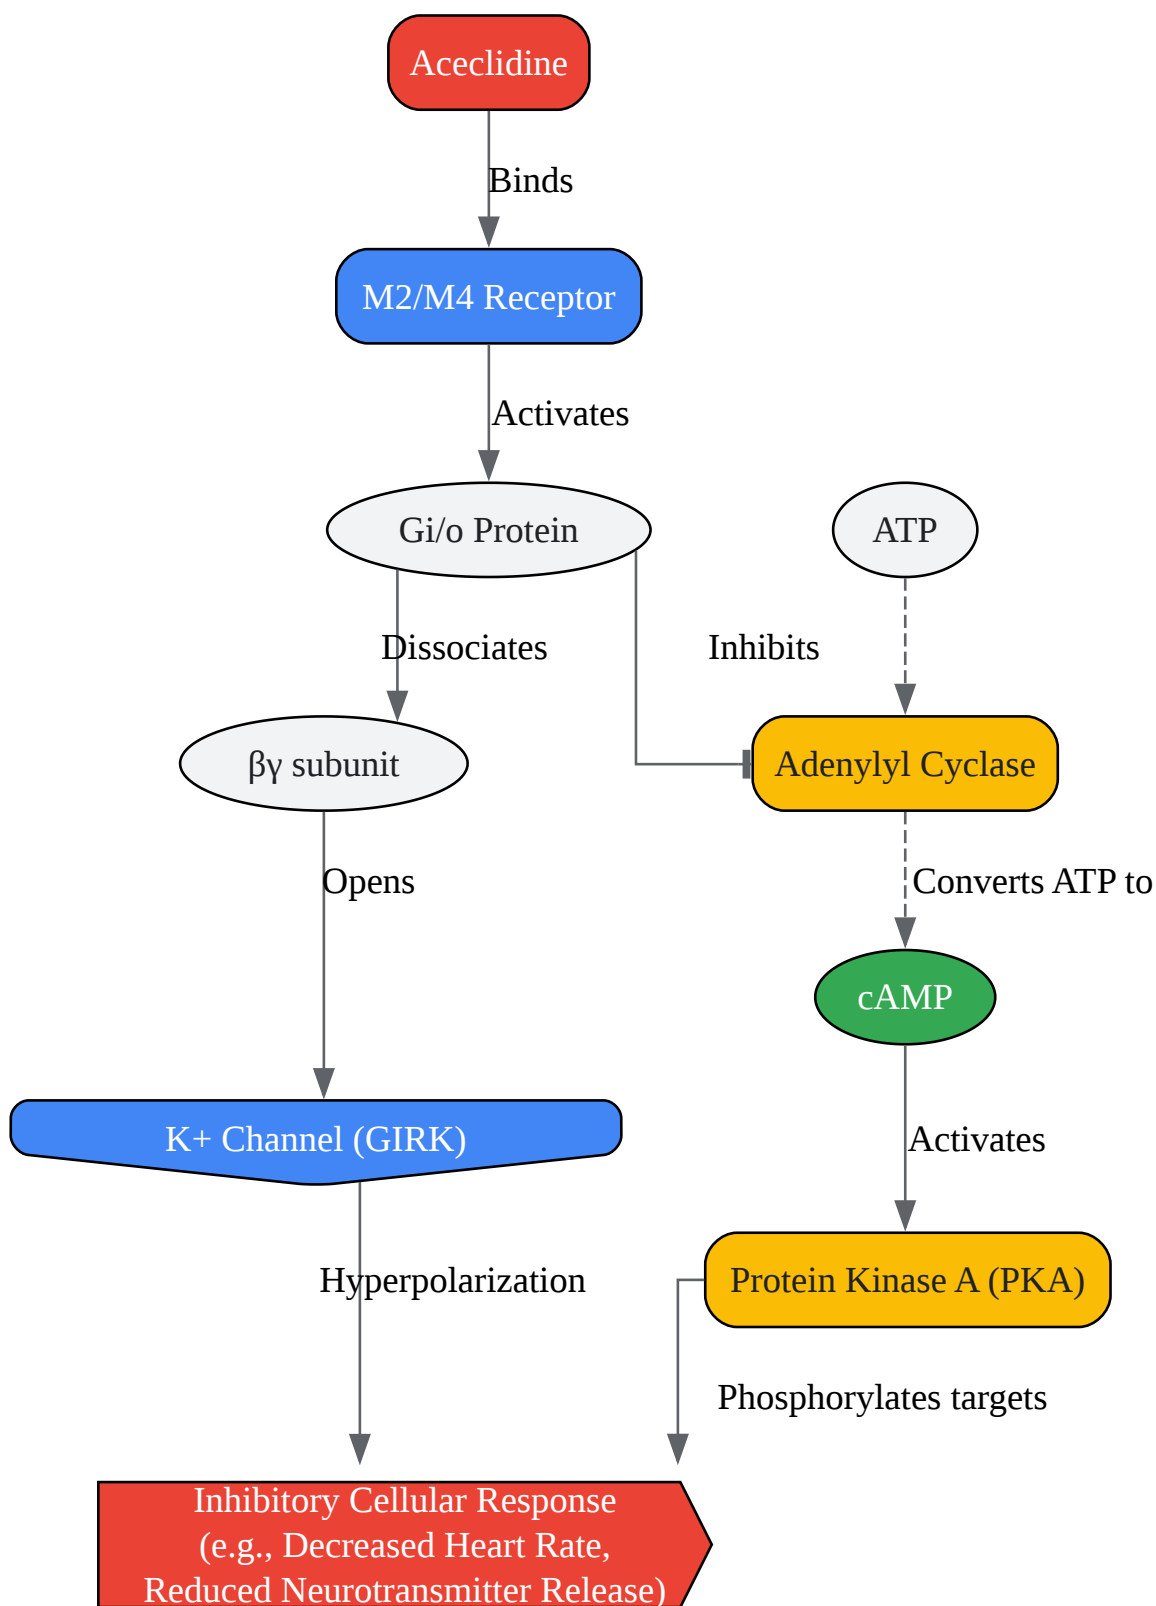 Aceclidine
Binds
M2/M4 Receptor
Activates
Gi/o Protein
ATP
Dissociates
Inhibits
βγ subunit
Adenylyl Cyclase
Opens
Converts ATP to
cAMP
K+ Channel (GIRK)
Activates
Hyperpolarization
Protein Kinase A (PKA)
Phosphorylates targets
Inhibitory Cellular Response
(e.g., Decreased Heart Rate,
Reduced Neurotransmitter Release)